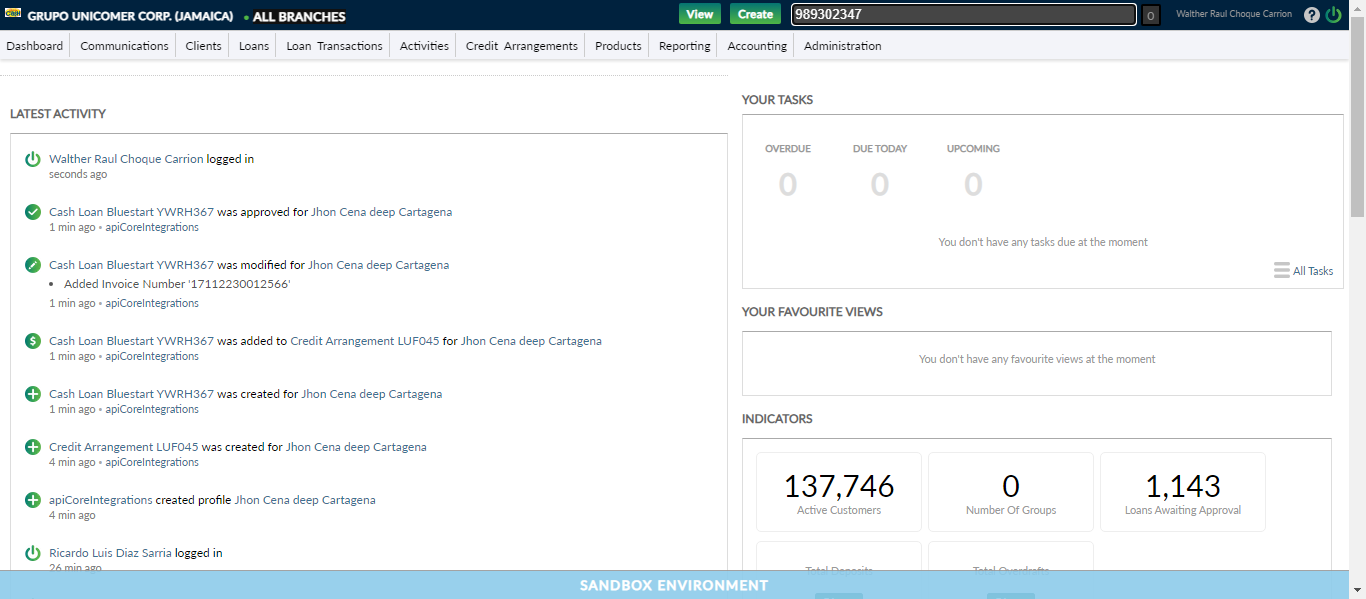 Cash GRUPO UNICOMER CORP. (JAMAICA) • ALL BRANCHES View Create 989302347 0 Walther Raul Choque Carrion ?
Dashboard Communications Clients Loans Loan Transactions Activities Credit Arrangements Products Reporting Accounting Administration
LATEST ACTIVITY
Walther Raul Choque Carrion logged in
seconds ago
Cash Loan Bluestart YWRH367 was approved for Jhon Cena deep Cartagena
1 min ago • apiCoreIntegrations
Cash Loan Bluestart YWRH367 was modified for Jhon Cena deep Cartagena
• Added Invoice Number '17112230012566'
1 min ago • apiCoreIntegrations
Cash Loan Bluestart YWRH367 was added to Credit Arrangement LUF045 for Jhon Cena deep Cartagena
1 min ago • apiCoreIntegrations
Cash Loan Bluestart YWRH367 was created for Jhon Cena deep Cartagena
1 min ago • apiCoreIntegrations
Credit Arrangement LUF045 was created for Jhon Cena deep Cartagena
4 min ago • apiCoreIntegrations
apiCoreIntegrations created profile Jhon Cena deep Cartagena
4 min ago
Ricardo Luis Diaz Sarria logged in
26 min ago
YOUR TASKS
OVERDUE DUE TODAY UPCOMING
0 0 0
You don't have any tasks due at the moment
All Tasks
YOUR FAVOURITE VIEWS
You don't have any favourite views at the moment
INDICATORS
137,746 0 1,143
Active Customers Number Of Groups Loans Awaiting Approval
Total Deposits Total Overdrafts
SANDBOX ENVIRONMENT